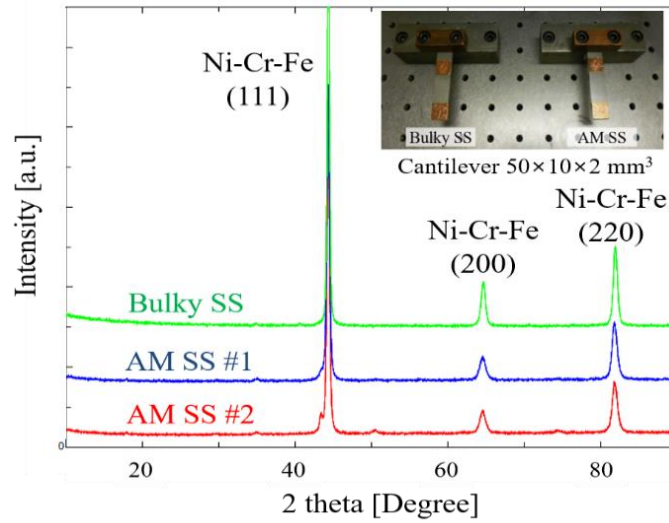 Ni-Cr-Fe
(111)
Bulky SS
AM SS
Cantilever 50×10×2 mm³
Ni-Cr-Fe
(200)
Ni-Cr-Fe
(220)
Intensity [a.u.]
Bulky SS
AM SS #1
AM SS #2
0
20
40
60
80
2 theta [Degree]